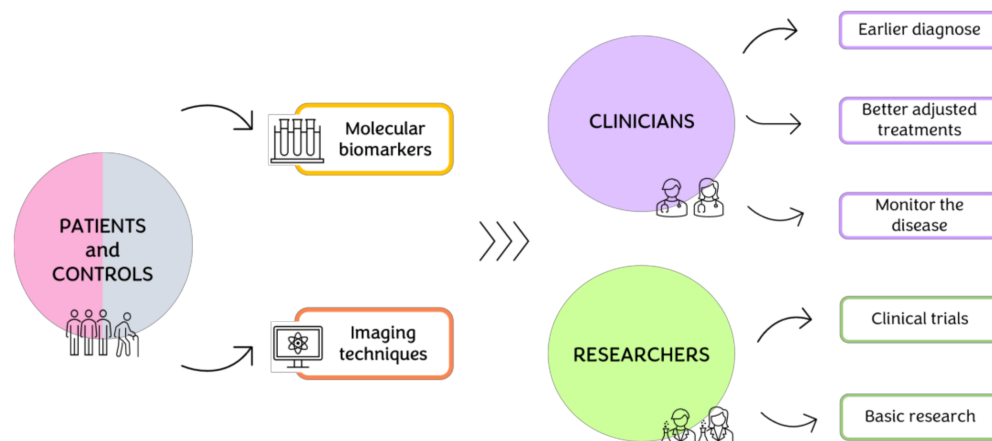 PATIENTS
and
CONTROLS
Molecular
biomarkers
Imaging
techniques
CLINICIANS
Earlier diagnose
Better adjusted
treatments
Monitor the
disease
RESEARCHERS
Clinical trials
Basic research